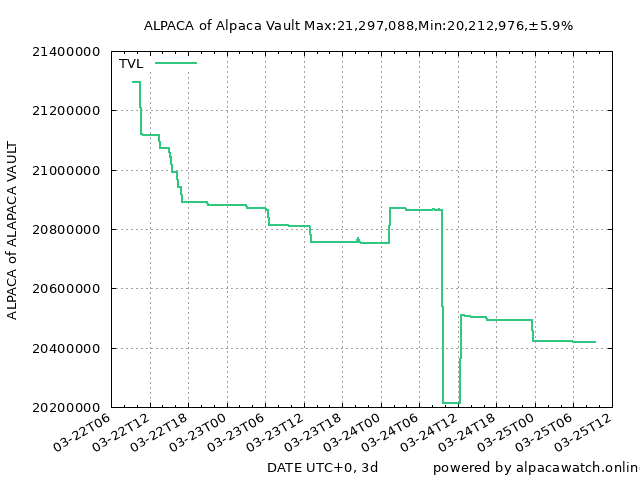 ALPACA of Alpaca Vault Max:21,297,088,Min:20,212,976,±5.9%
TVL
21400000
21200000
21000000
20800000
20600000
20400000
20200000
ALPACA of ALAPACA VAULT
03-22T06
03-22T12
03-22T18
03-23T00
03-23T06
03-23T12
03-23T18
03-24T00
03-24T06
03-24T12
03-24T18
03-25T00
03-25T06
03-25T12
DATE UTC+0, 3d
powered by alpacawatch.onlin